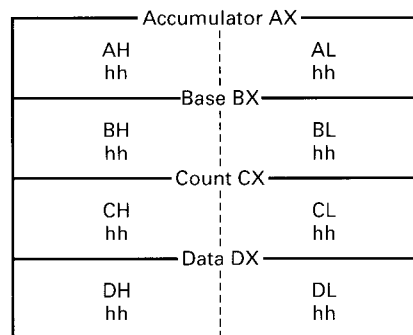 Accumulator AX
AH AL
hh hh
Base BX
BH BL
hh hh
Count CX
CH CL
hh hh
Data DX
DH DL
hh hh